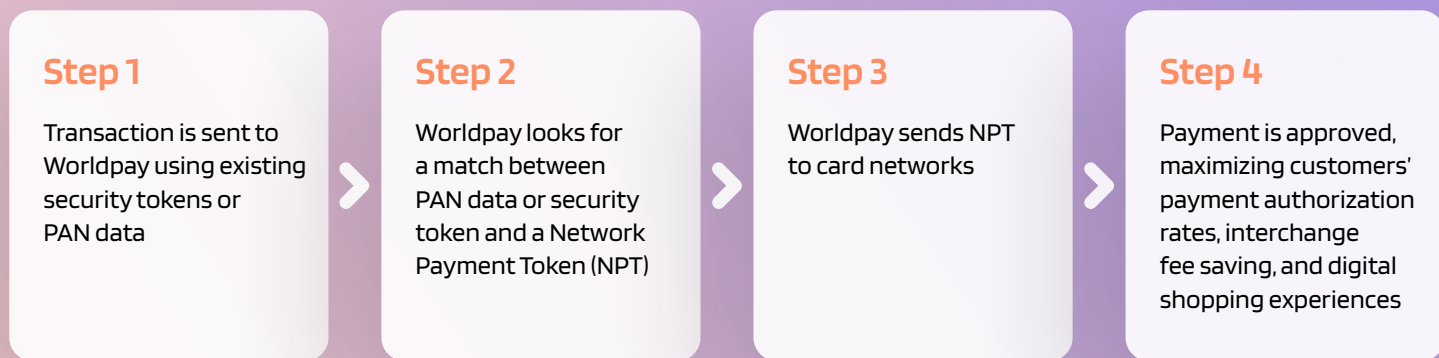 Step 1
Transaction is sent to
Worldpay using existing
security tokens or
PAN data
Step 2
Worldpay looks for
a match between
PAN data or security
token and a Network
Payment Token (NPT)
Step 3
Worldpay sends NPT
to card networks
Step 4
Payment is approved,
maximizing customers’
payment authorization
rates, interchange
fee saving, and digital
shopping experiences